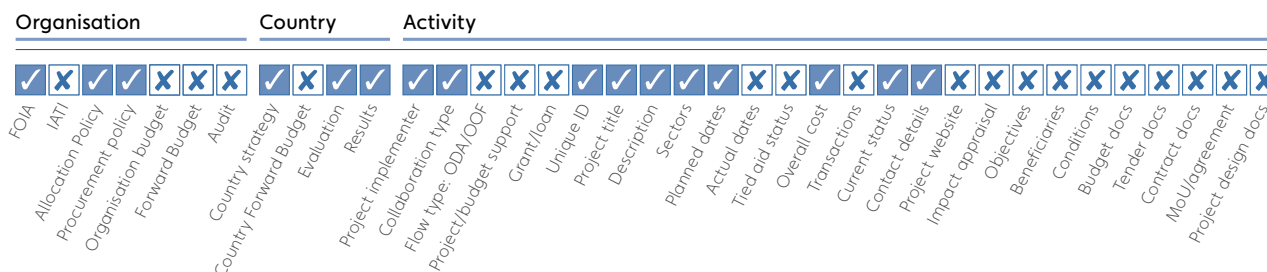 Organisation
Country
Activity
FOIA
IATI
Allocation Policy
Procurement policy
Organisation budget
Forward Budget
Audit
Country strategy
Country Forward Budget
Evaluation
Results
Project implementer
Collaboration type
Flow type: ODA/OOF
Project/budget support
Grant/loan
Unique ID
Project title
Description
Sectors
Planned dates
Actual dates
Tied aid status
Overall cost
Transactions
Current status
Contact details
Project website
Impact appraisal
Objectives
Beneficiaries
Conditions
Budget docs
Tender docs
Contract docs
MoU/agreement
Project design docs